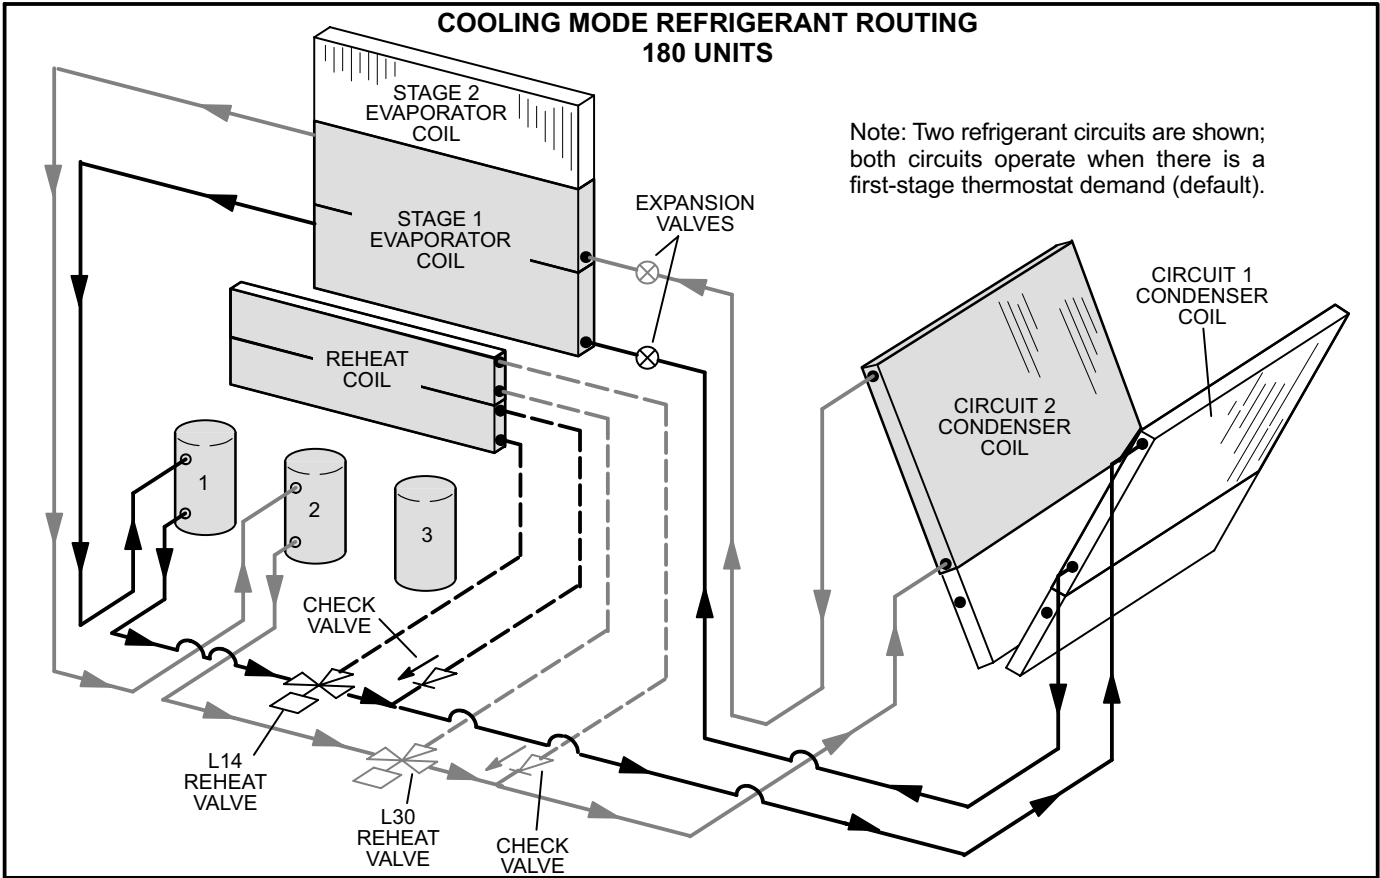 COOLING MODE REFRIGERANT ROUTING
180 UNITS
STAGE 2
EVAPORATOR
COIL
Note: Two refrigerant circuits are shown;
both circuits operate when there is a
first-stage thermostat demand (default).
EXPANSION
VALVES
STAGE 1
EVAPORATOR
COIL
CIRCUIT 1
CONDENSER
COIL
REHEAT
COIL
CIRCUIT 2
CONDENSER
COIL
1
2
3
CHECK
VALVE
L14
REHEAT
VALVE
L30
REHEAT
VALVE
CHECK
VALVE